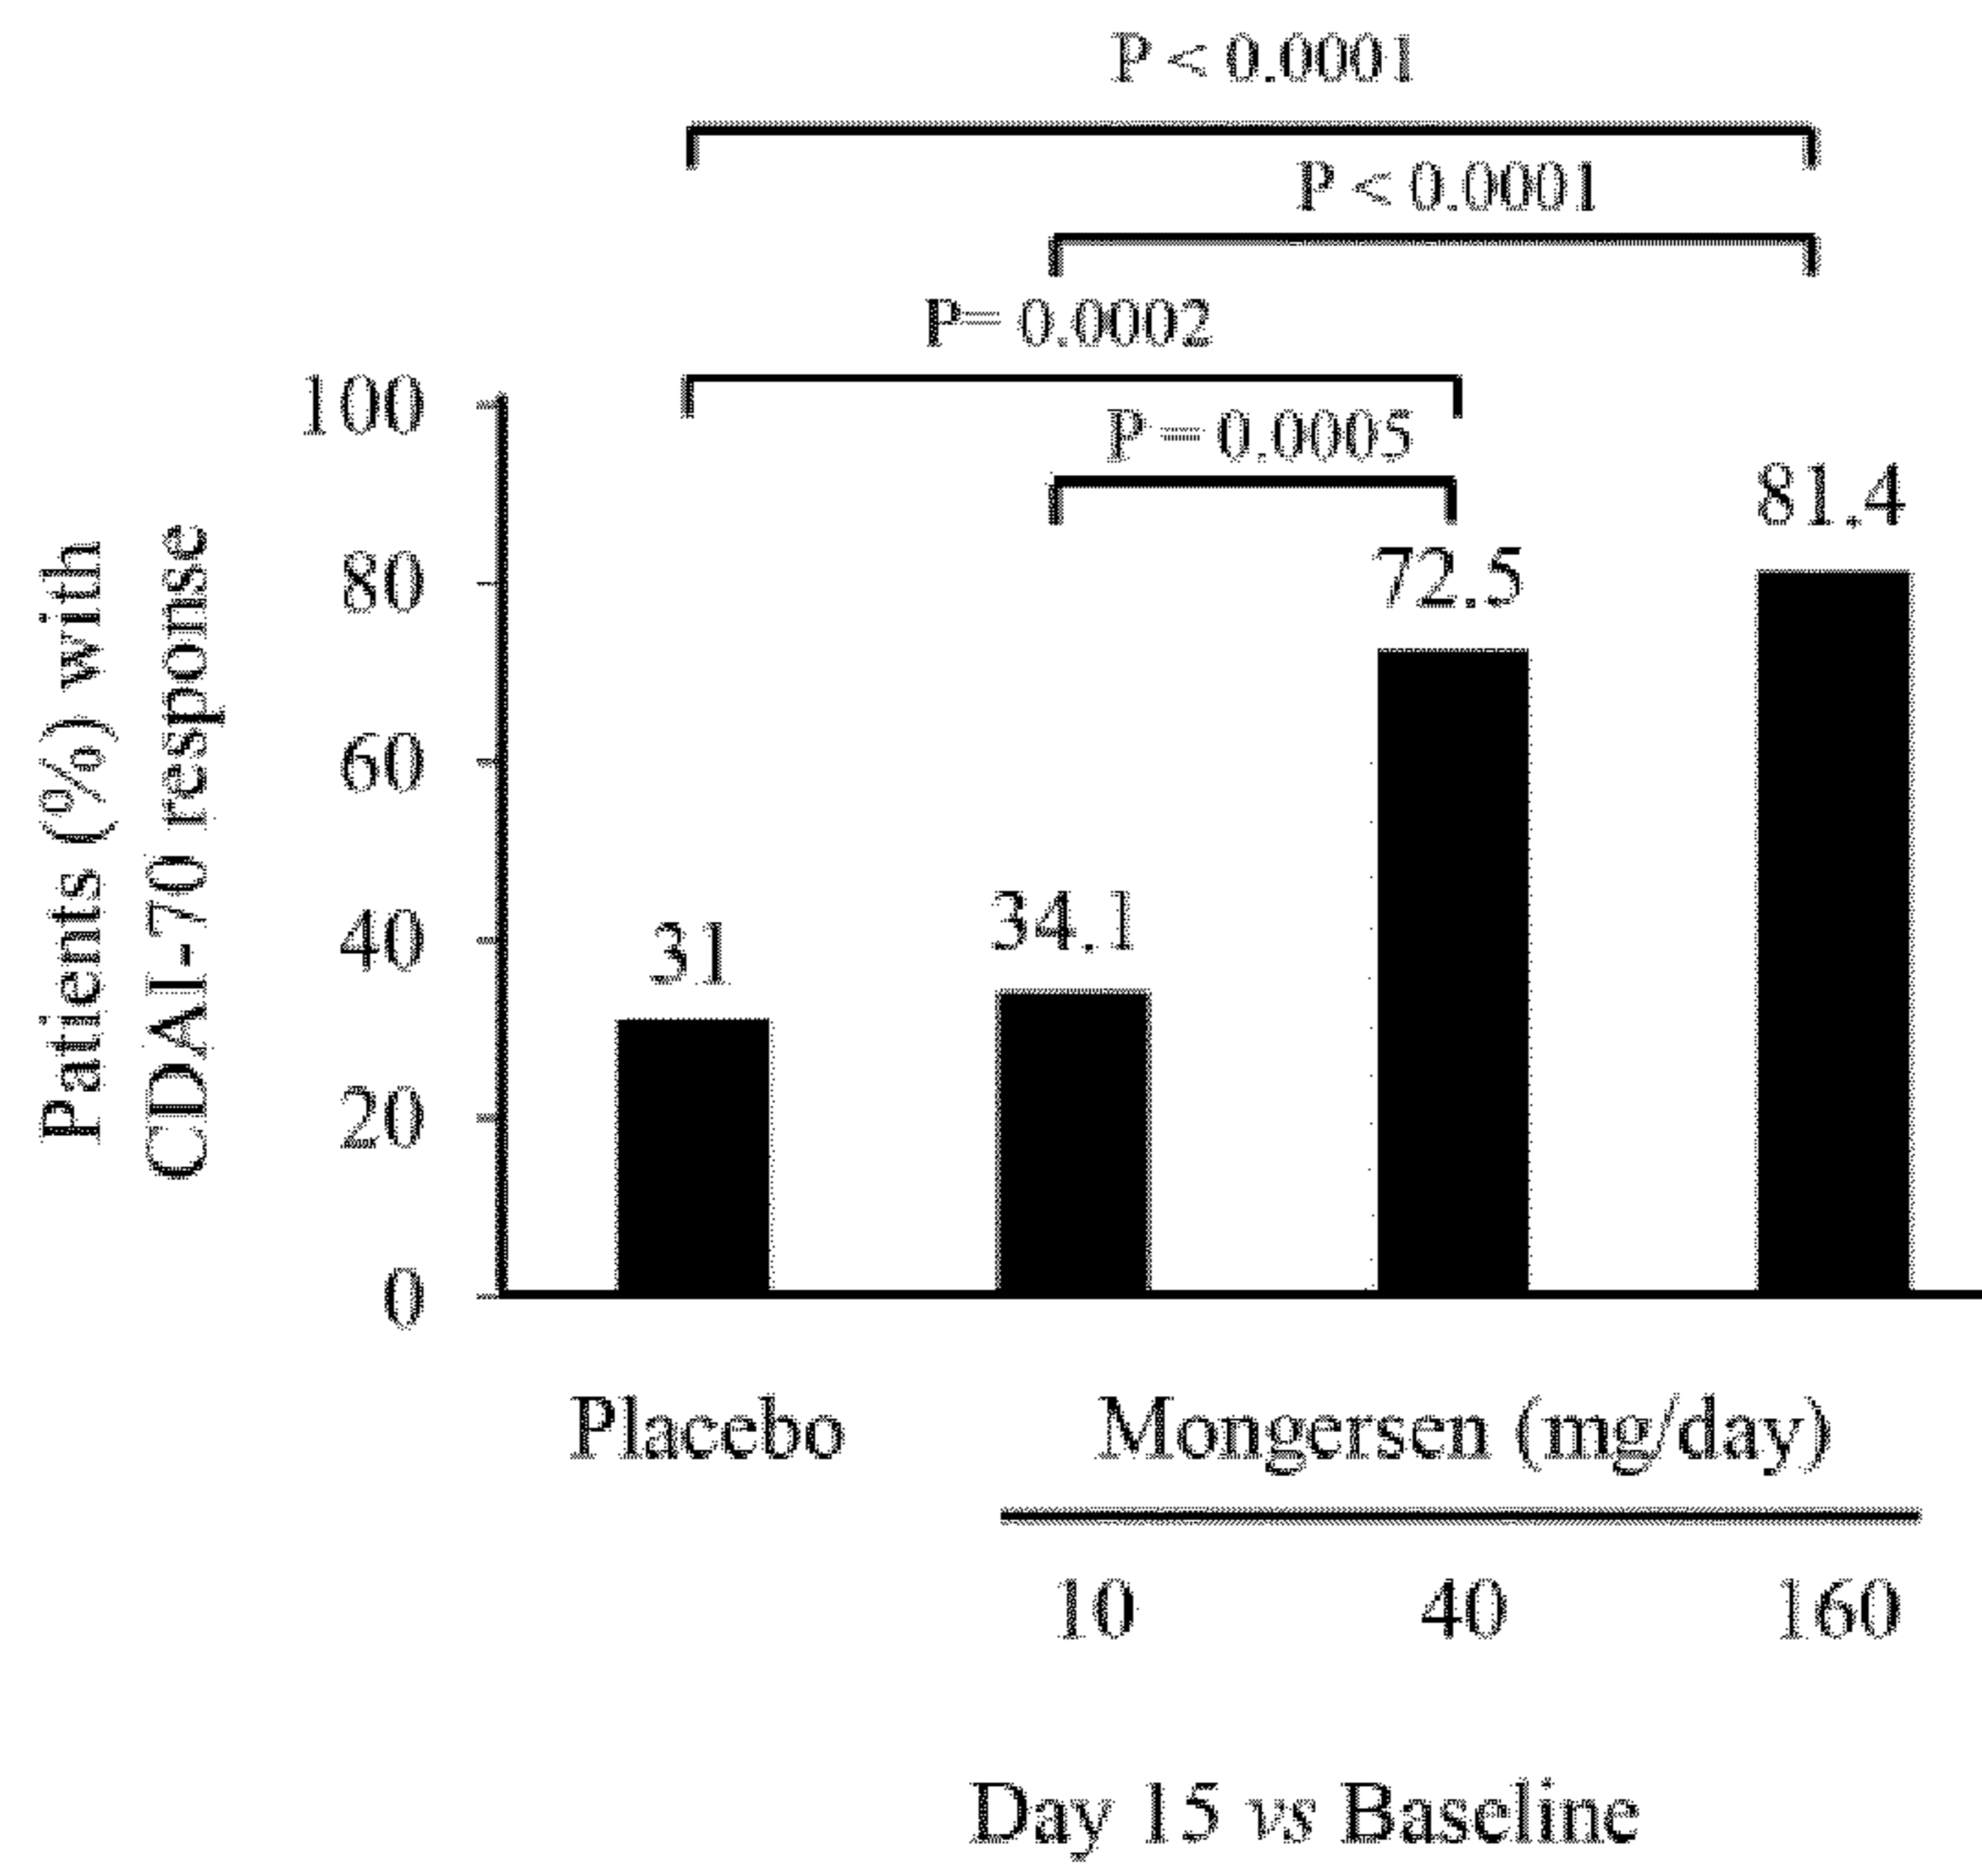 P < 0.0001
P < 0.0001
P= 0.0002
P = 0.0005
100
80
60
40
20
0
Patients (%) with
CDAI-70 response
31
34.1
72.5
81.4
Placebo
Mongersen (mg/day)
10 40 160
Day 15 vs Baseline